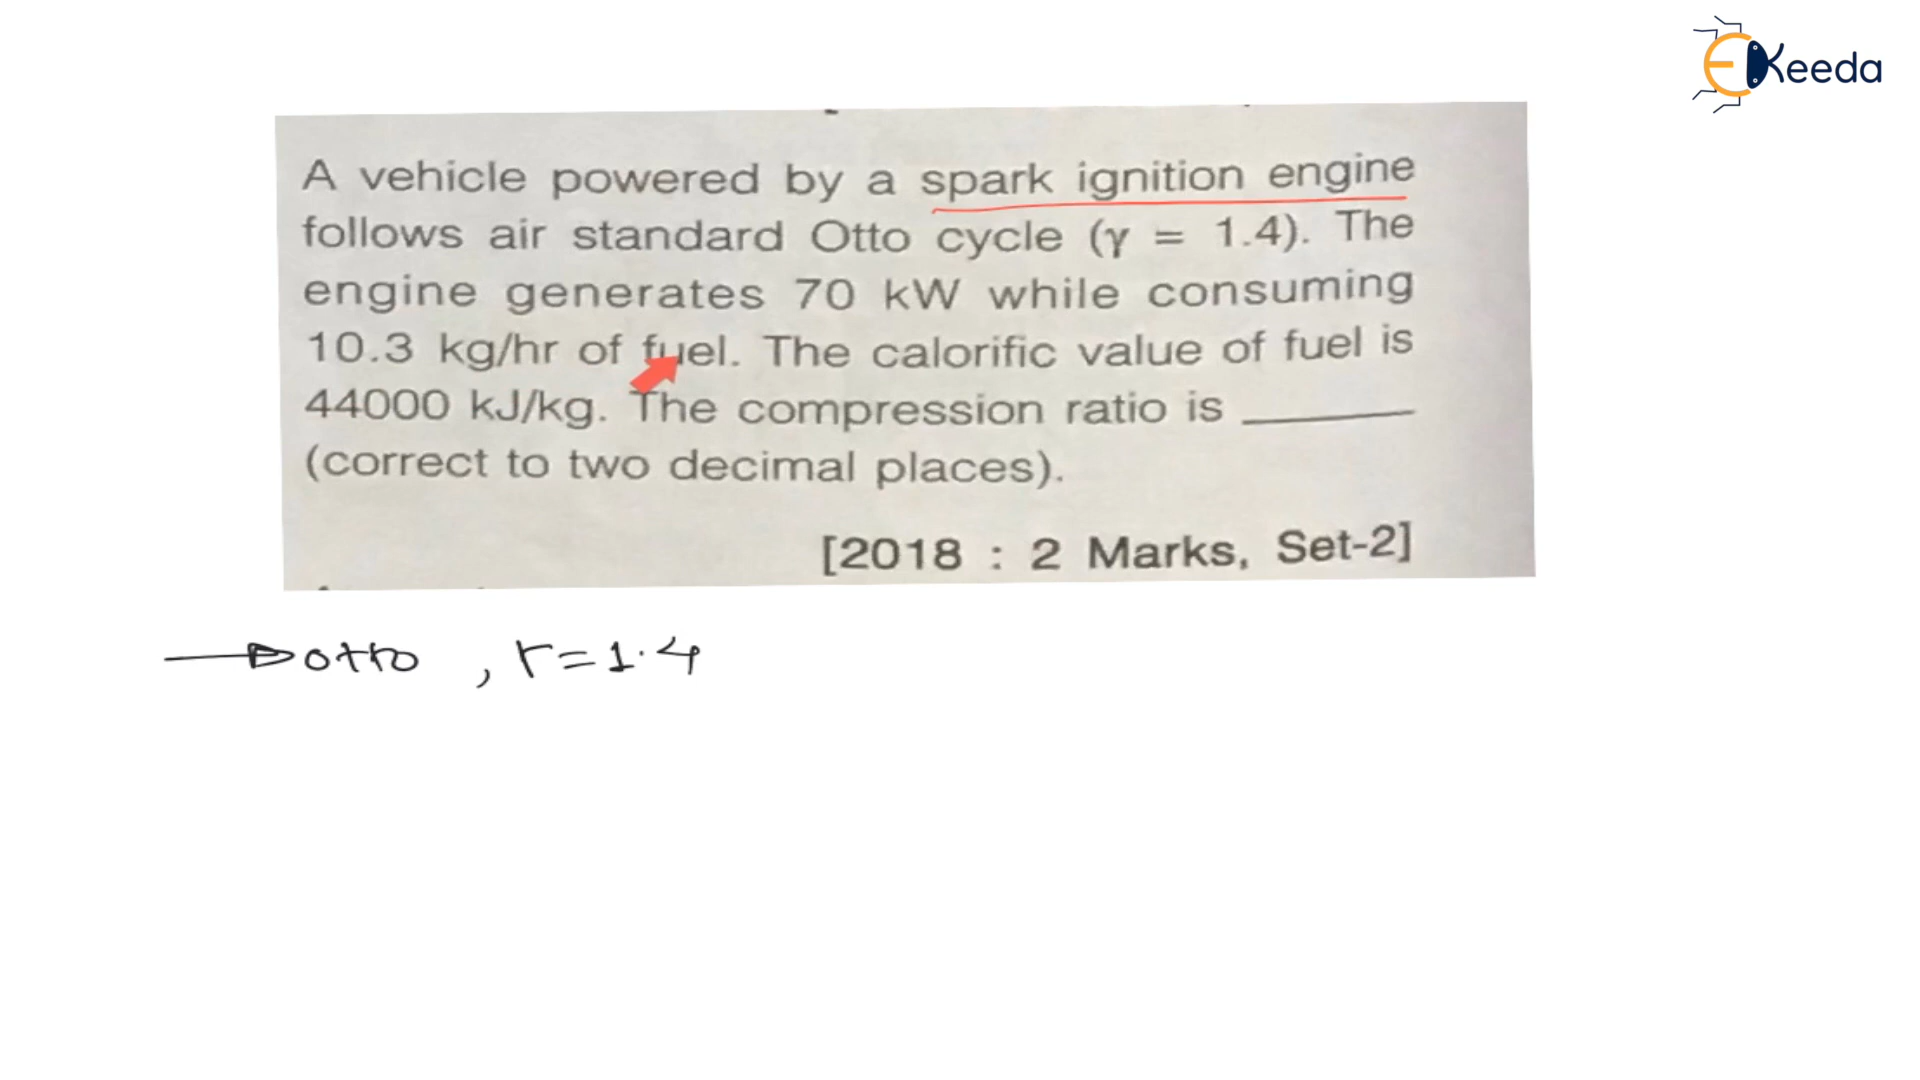 EKeeda
A vehicle powered by a spark ignition engine
follows air standard Otto cycle (γ = 1.4). The
engine generates 70 kW while consuming
10.3 kg/hr of fuel. The calorific value of fuel is
44000 kJ/kg. The compression ratio is ______
(correct to two decimal places).
[2018 : 2 Marks, Set-2]
otto , r=1.4